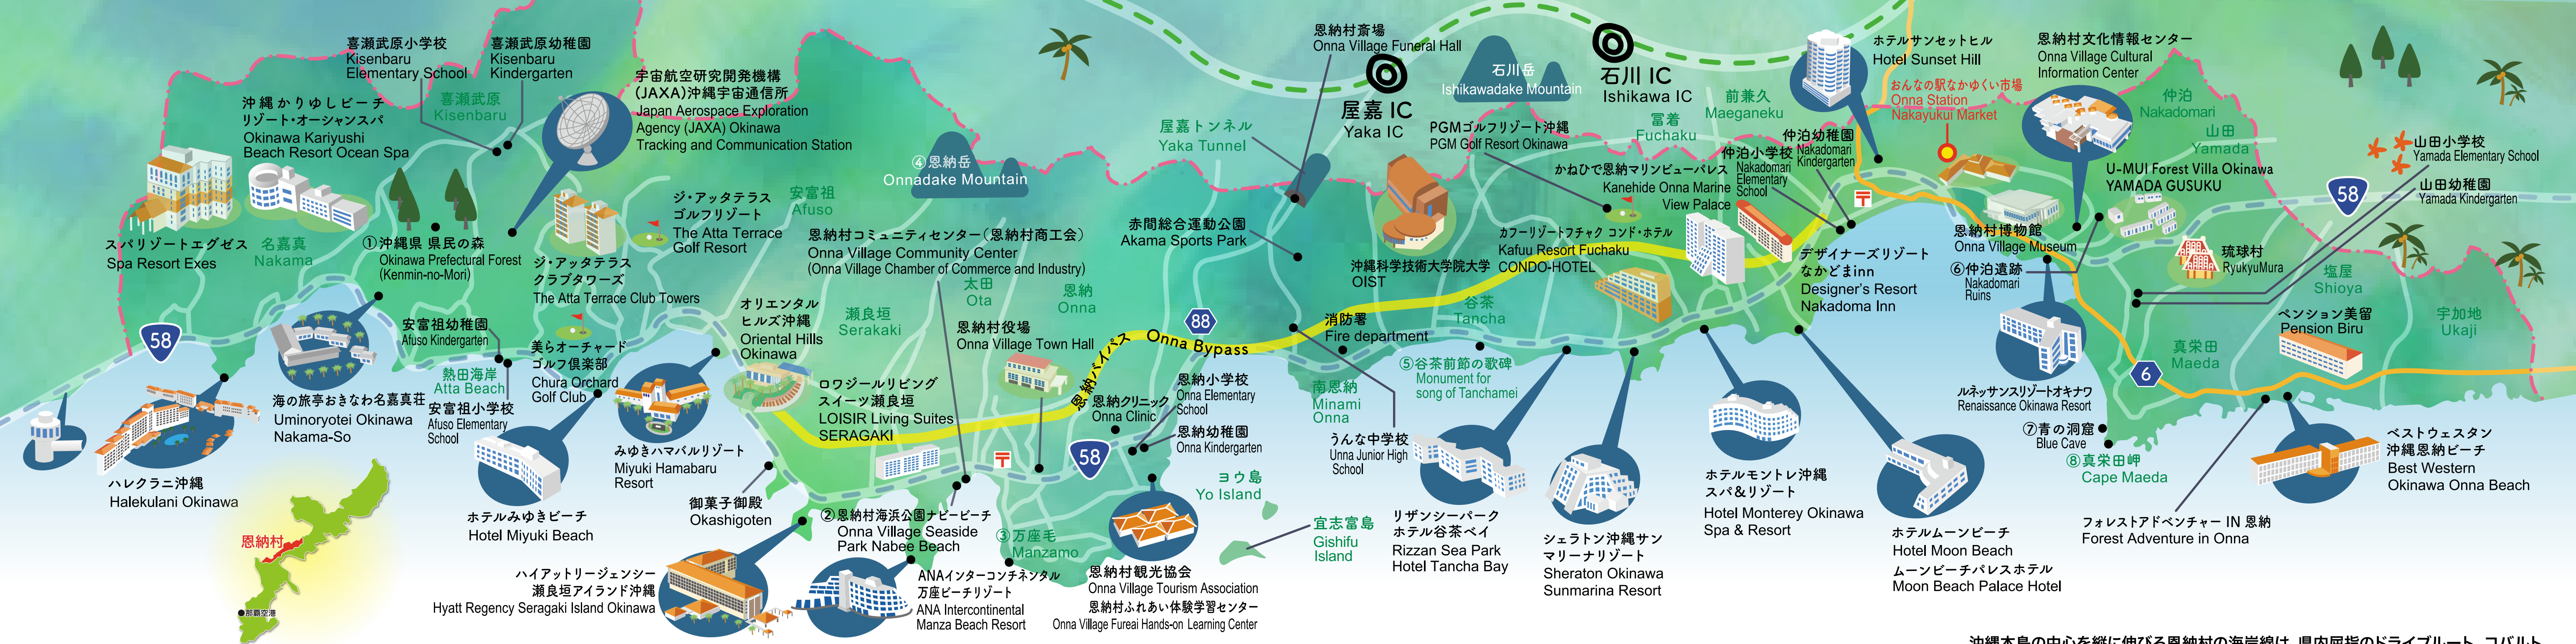 喜瀬武原小学校
Kisenbaru
Elementary School
喜瀬武原幼稚園
Kisenbaru
Kindergarten
喜瀬武原
Kisenbaru
宇宙航空研究開発機構
(JAXA)沖縄宇宙通信所
Japan Aerospace Exploration
Agency (JAXA) Okinawa
Tracking and Communication Station
沖縄かりゆしビーチ
リゾート・オーシャンスパ
Okinawa Kariyushi
Beach Resort Ocean Spa
スパリゾートエグゼス
Spa Resort Exes
名嘉真
Nakama
①沖縄県 県民の森
Okinawa Prefectural Forest
(Kenmin-no-Mori)
ジ・アッタテラス
ゴルフリゾート
The Atta Terrace
Golf Resort
ジ・アッタテラス
クラブタワーズ
The Atta Terrace Club Towers
安富祖
Afuso
④恩納岳
Onnadake Mountain
恩納村コミュニティセンター(恩納村商工会)
Onna Village Community Center
(Onna Village Chamber of Commerce and Industry)
太田
Ota
恩納
Onna
瀬良垣
Serakaki
恩納村役場
Onna Village Town Hall
オリエンタル
ヒルズ沖縄
Oriental Hills
Okinawa
58
ハレクラニ沖縄
Halekulani Okinawa
海の旅亭おきなわ名嘉真荘
Uminoryotei Okinawa
Nakama-So
安富祖幼稚園
Afuso Kindergarten
熱田海岸
Atta Beach
安富祖小学校
Afuso Elementary
School
美らオーチャード
ゴルフ倶楽部
Chura Orchard
Golf Club
ホテルみゆきビーチ
Hotel Miyuki Beach
みゆきハマバルリゾート
Miyuki Hamabaru
Resort
御菓子御殿
Okashigoten
ロワジールリビング
スイーツ瀬良垣
LOISIR Living Suites
SERAGAKI
恩納村
●那覇空港
ハイアットリージェンシー
瀬良垣アイランド沖縄
Hyatt Regency Seragaki Island Okinawa
②恩納村海浜公園ナビービーチ
Onna Village Seaside
Park Nabee Beach
ANAインターコンチネンタル
万座ビーチリゾート
ANA Intercontinental
Manza Beach Resort
③万座毛
Manzamo
恩納村観光協会
Onna Village Tourism Association
恩納村ふれあい体験学習センター
Onna Village Fureai Hands-on Learning Center
恩納バイパス
Onna Bypass
88
恩納クリニック
Onna Clinic
58
恩納小学校
Onna Elementary
School
恩納幼稚園
Onna Kindergarten
ヨウ島
Yo Island
宜志富島
Gishifu
Island
屋嘉トンネル
Yaka Tunnel
赤間総合運動公園
Akama Sports Park
恩納村斎場
Onna Village Funeral Hall
屋嘉 IC
Yaka IC
石川岳
Ishikawadake Mountain
石川 IC
Ishikawa IC
PGMゴルフリゾート沖縄
PGM Golf Resort Okinawa
沖縄科学技術大学院大学
OIST
消防署
Fire department
南恩納
Minami
Onna
うんな中学校
Unna Junior High
School
⑤谷茶前節の歌碑
Monument for
song of Tanchamei
谷茶
Tancha
カフーリゾートフチャク コンド・ホテル
Kafuu Resort Fuchaku
CONDO-HOTEL
かねひで恩納マリンビューパレス
Kanehide Onna Marine
View Palace
冨着
Fuchaku
前兼久
Maeganeku
仲泊小学校
Nakadomari
Elementary
School
仲泊幼稚園
Nakadomari
Kindergarten
リザンシーパーク
ホテル谷茶ベイ
Rizzan Sea Park
Hotel Tancha Bay
シェラトン沖縄サン
マリーナリゾート
Sheraton Okinawa
Sunmarina Resort
ホテルモントレ沖縄
スパ&リゾート
Hotel Monterey Okinawa
Spa & Resort
ホテルムーンビーチ
Hotel Moon Beach
ムーンビーチパレスホテル
Moon Beach Palace Hotel
デザイナーズリゾート
なかどまinn
Designer's Resort
Nakadoma Inn
ホテルサンセットヒル
Hotel Sunset Hill
おんなの駅なかゆくい市場
Onna Station
Nakayukui Market
恩納村文化情報センター
Onna Village Cultural
Information Center
仲泊
Nakadomari
山田
Yamada
U-MUI Forest Villa Okinawa
YAMADA GUSUKU
恩納村博物館
Onna Village Museum
⑥仲泊遺跡
Nakadomari
Ruins
琉球村
RyukyuMura
58
山田小学校
Yamada Elementary School
山田幼稚園
Yamada Kindergarten
塩屋
Shioya
宇加地
Ukaji
真栄田
Maeda
6
ペンション美留
Pension Biru
ルネッサンスリゾートオキナワ
Renaissance Okinawa Resort
⑦青の洞窟
Blue Cave
⑧真栄田岬
Cape Maeda
フォレストアドベンチャー IN 恩納
Forest Adventure in Onna
ベストウェスタン
沖縄恩納ビーチ
Best Western
Okinawa Onna Beach